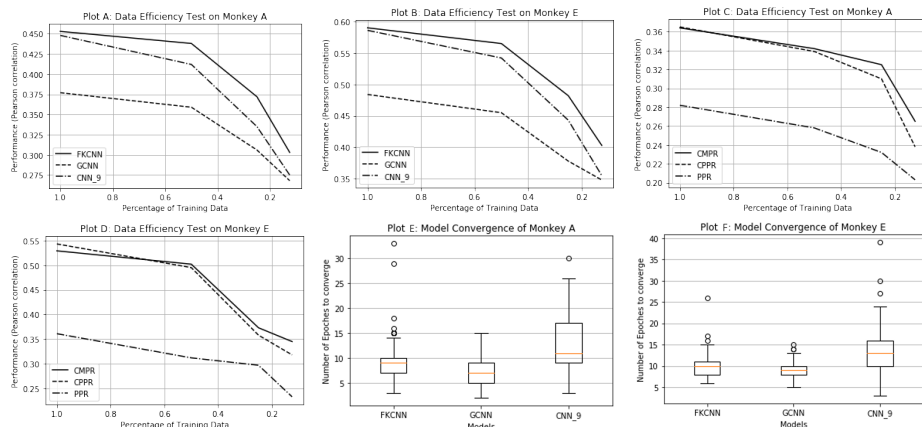 Plot A: Data Efficiency Test on Monkey A
Performance (Pearson correlation)
0.450
0.425
0.400
0.375
0.350
0.325
0.300
0.275
FKCNN
GCNN
CNN_9
1.0 0.8 0.6 0.4 0.2
Percentage of Training Data
Plot B: Data Efficiency Test on Monkey E
Performance (Pearson correlation)
0.60
0.55
0.50
0.45
0.40
0.35
FKCNN
GCNN
CNN_9
1.0 0.8 0.6 0.4 0.2
Percentage of Training Data
Plot C: Data Efficiency Test on Monkey A
Performance (Pearson correlation)
0.36
0.34
0.32
0.30
0.28
0.26
0.24
0.22
0.20
CMPR
CPPR
PPR
1.0 0.8 0.6 0.4 0.2
Percentage of Training Data
Plot D: Data Efficiency Test on Monkey E
Performance (Pearson correlation)
0.55
0.50
0.45
0.40
0.35
0.30
0.25
CMPR
CPPR
PPR
1.0 0.8 0.6 0.4 0.2
Percentage of Training Data
Plot E: Model Convergence of Monkey A
Number of Epoches to converge
30
25
20
15
10
5
FKCNN GCNN CNN_9
Models
Plot F: Model Convergence of Monkey E
Number of Epoches to converge
40
35
30
25
20
15
10
5
FKCNN GCNN CNN_9
Models